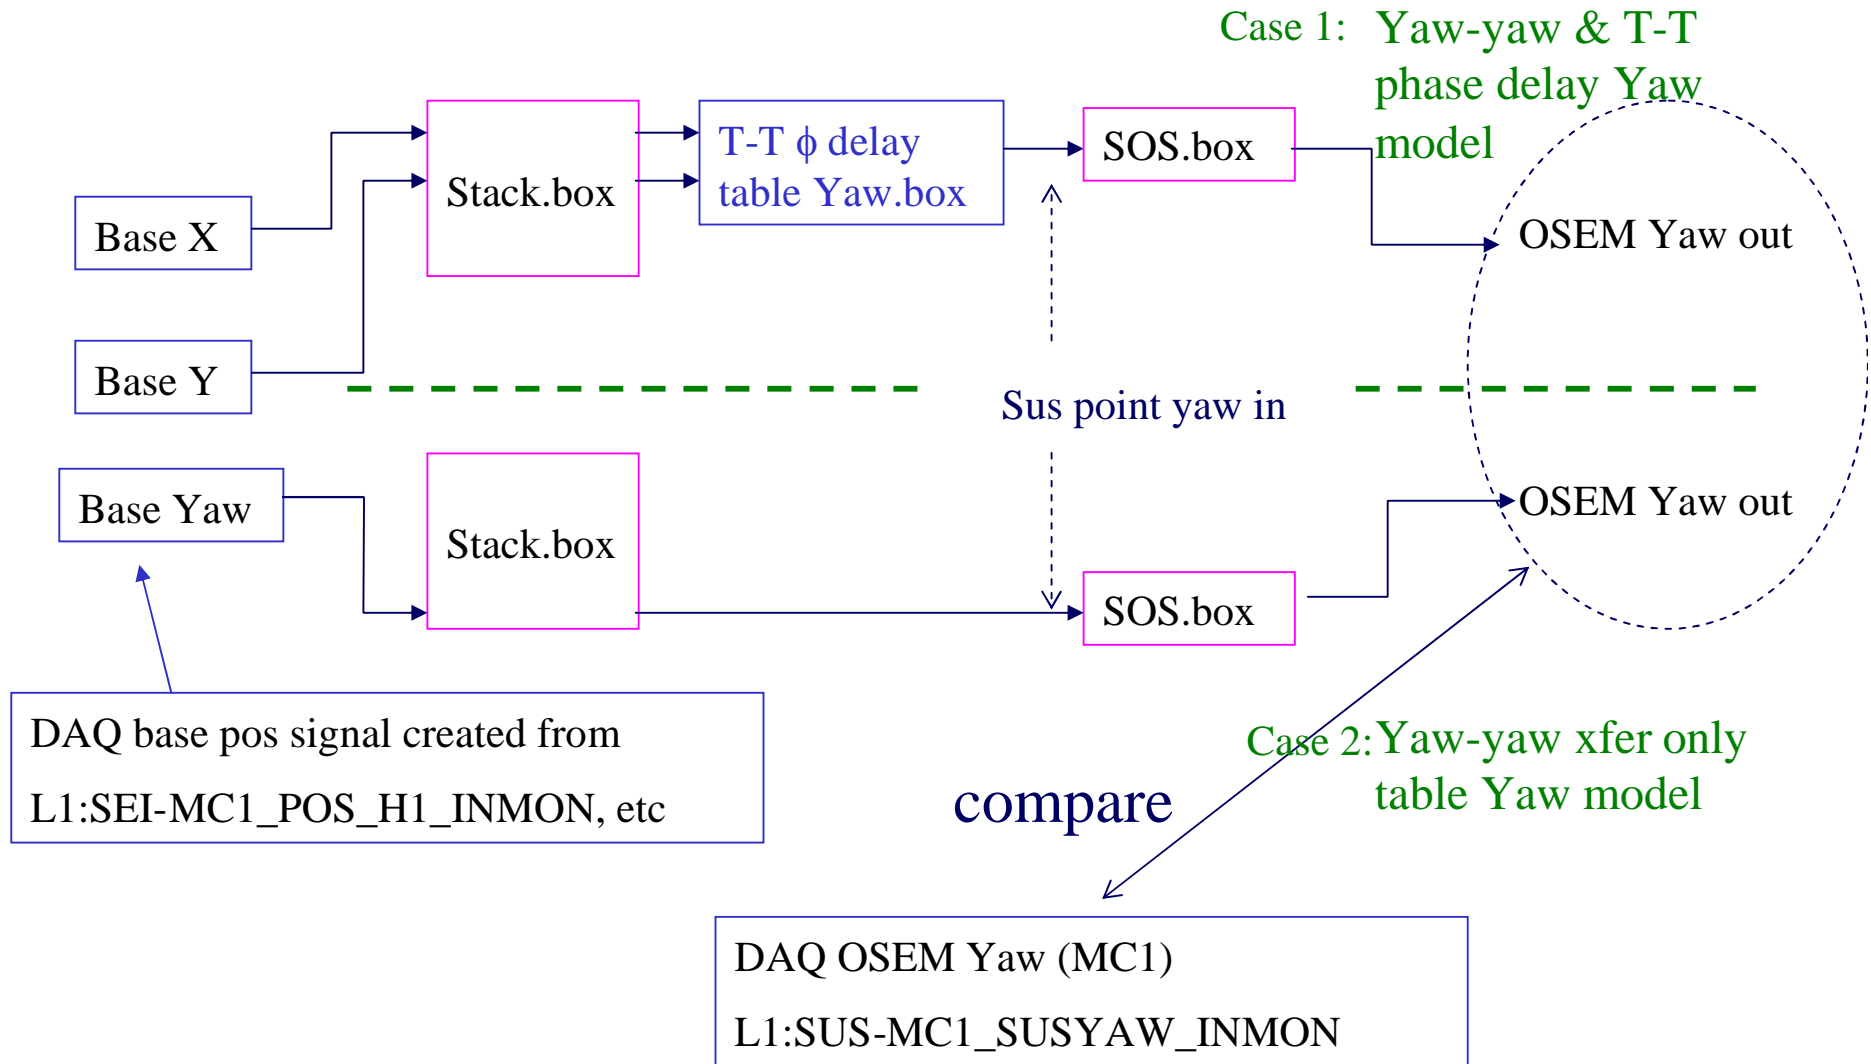 Case 1: Yaw-yaw & T-T
phase delay Yaw
model
T-T ϕ delay
table Yaw.box
SOS.box
Stack.box
Base X
OSEM Yaw out
Base Y
Sus point yaw in
Base Yaw
Stack.box
OSEM Yaw out
SOS.box
DAQ base pos signal created from
L1:SEI-MC1_POS_H1_INMON, etc
Case 2: Yaw-yaw xfer only
table Yaw model
compare
DAQ OSEM Yaw (MC1)
L1:SUS-MC1_SUSYAW_INMON